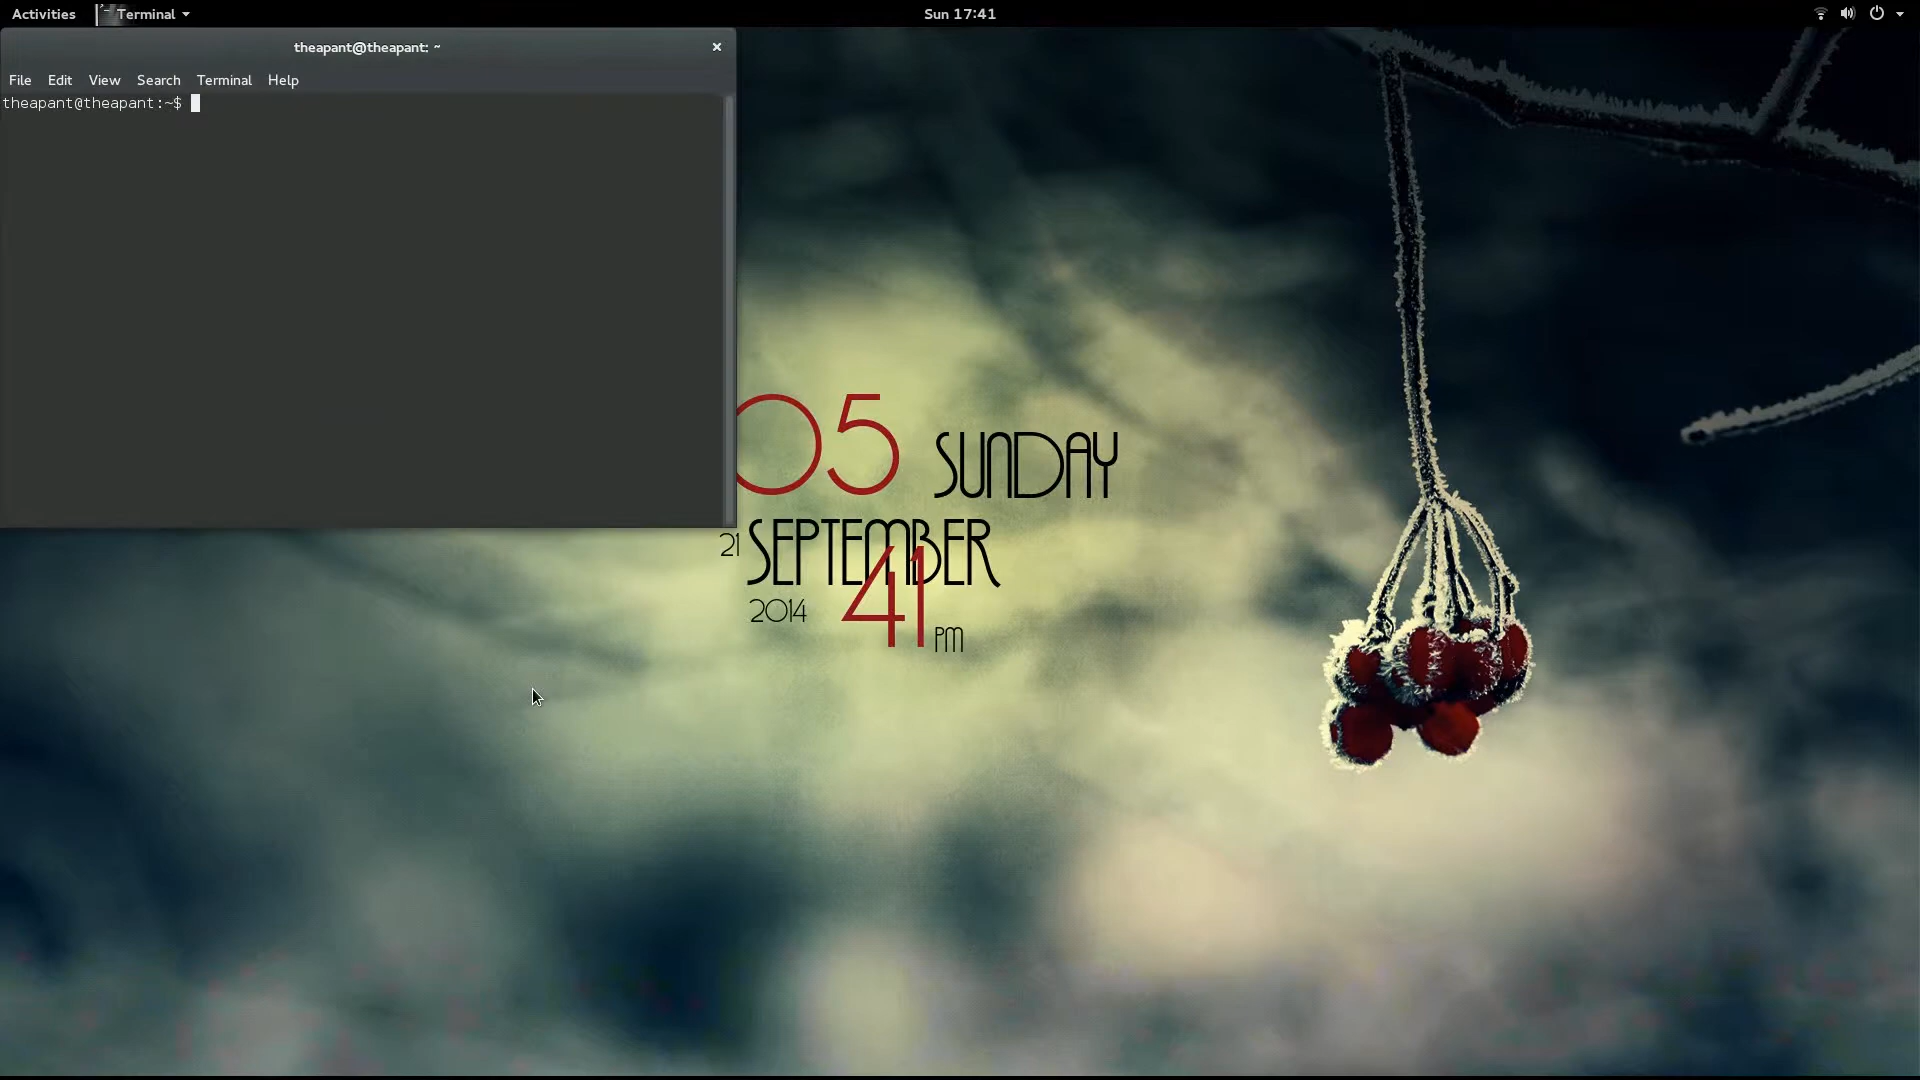 Activities Terminal Sun 17:41
theapant@theapant: ~
File Edit View Search Terminal Help
theapant@theapant:~$
05 SUNDAY
21 SEPTEMBER
2014 41 PM